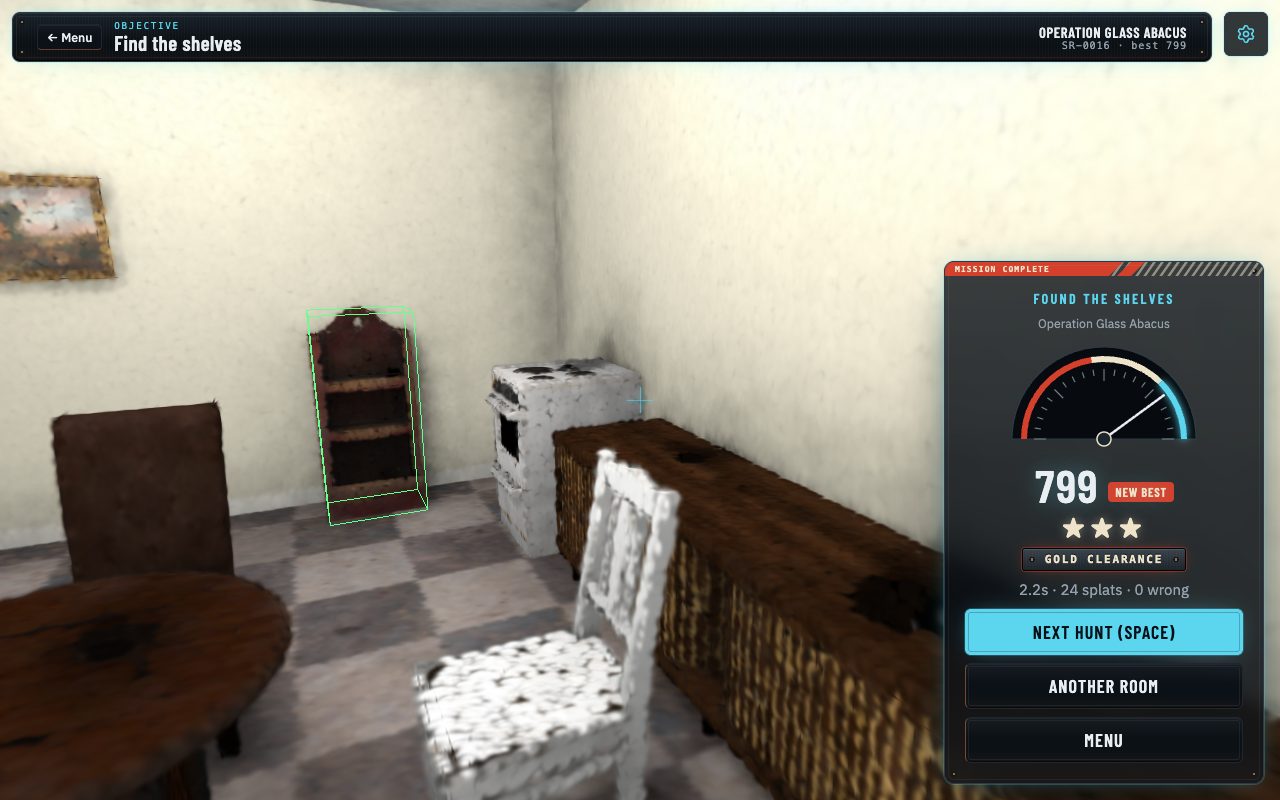 ← Menu
OBJECTIVE
Find the shelves
OPERATION GLASS ABACUS
SR-0016 · best 799
MISSION COMPLETE
FOUND THE SHELVES
Operation Glass Abacus
799 NEW BEST
GOLD CLEARANCE
2.2s · 24 splats · 0 wrong
NEXT HUNT (SPACE)
ANOTHER ROOM
MENU